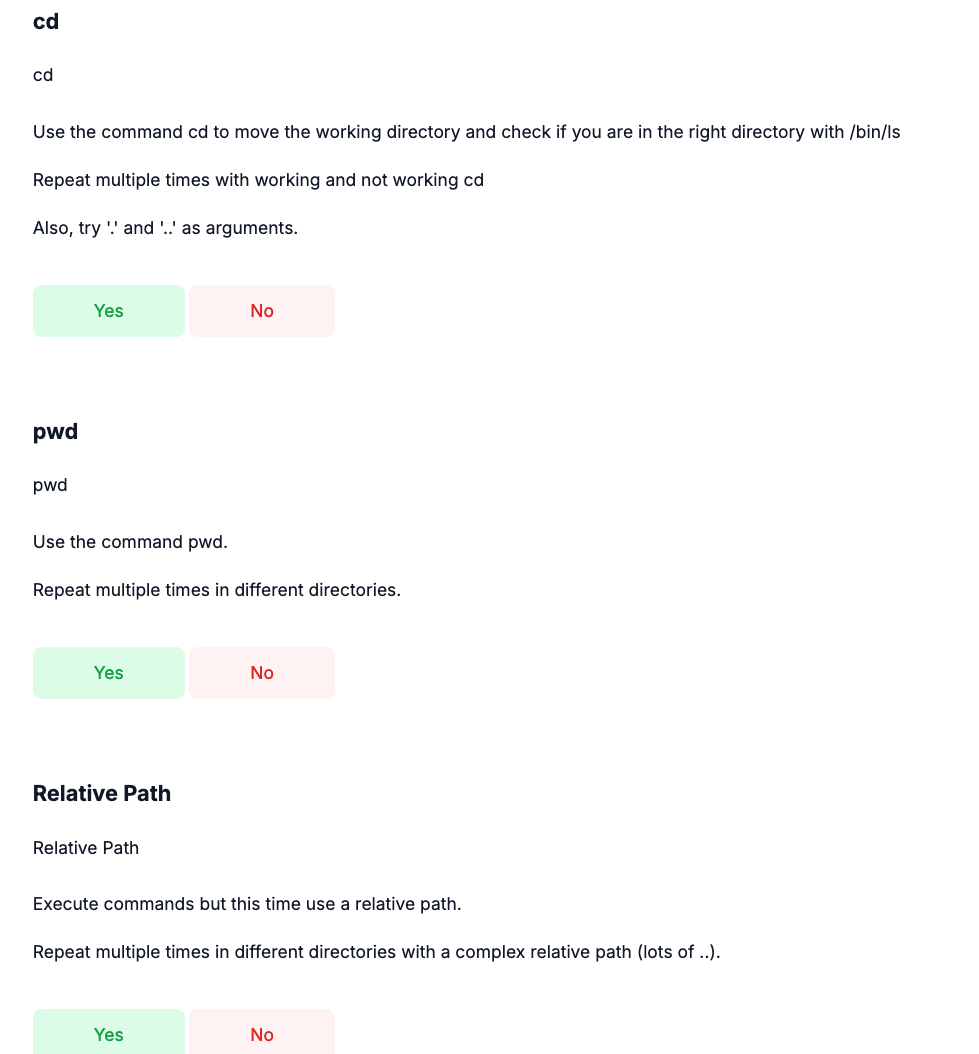 cd
cd
Use the command cd to move the working directory and check if you are in the right directory with /bin/ls
Repeat multiple times with working and not working cd
Also, try '.' and '..' as arguments.
Yes No
pwd
pwd
Use the command pwd.
Repeat multiple times in different directories.
Yes No
Relative Path
Relative Path
Execute commands but this time use a relative path.
Repeat multiple times in different directories with a complex relative path (lots of ..).
Yes No